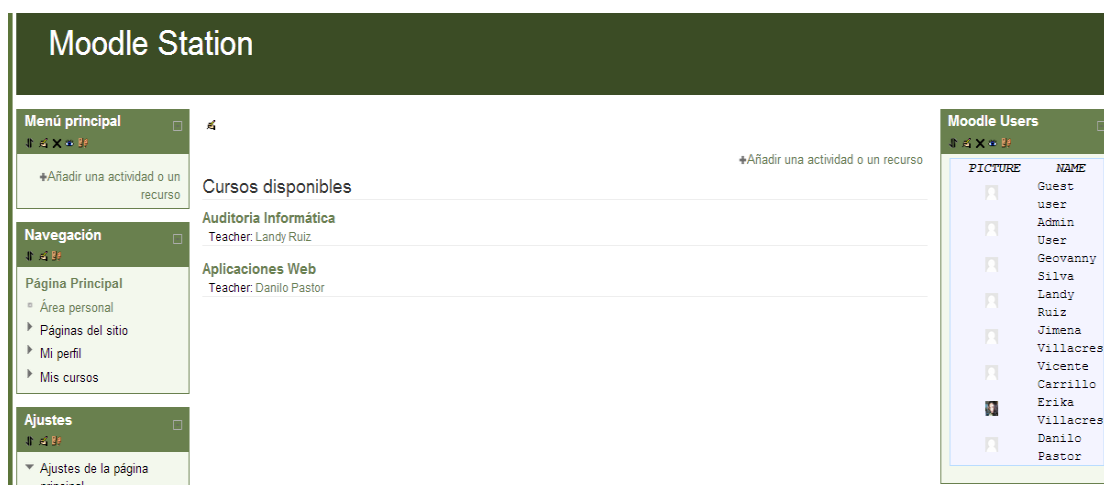 Moodle Station
Menú principal
+Añadir una actividad o un
recurso
Navegación
Página Principal
Área personal
Páginas del sitio
Mi perfil
Mis cursos
Ajustes
Ajustes de la página
principal
+Añadir una actividad o un recurso
Cursos disponibles
Auditoria Informática
Teacher: Landy Ruiz
Aplicaciones Web
Teacher: Danilo Pastor
Moodle Users
PICTURE NAME
Guest
user
Admin
User
Geovanny
Silva
Landy
Ruiz
Jimena
Villacres
Vicente
Carrillo
Erika
Villacres
Danilo
Pastor